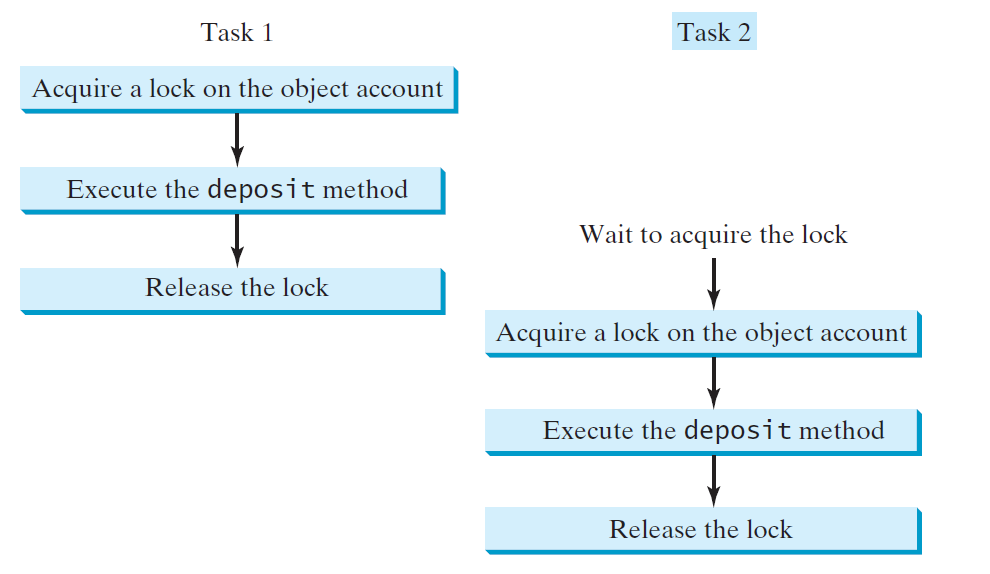 Task 1
Acquire a lock on the object account
Execute the deposit method
Release the lock
Task 2
Wait to acquire the lock
Acquire a lock on the object account
Execute the deposit method
Release the lock